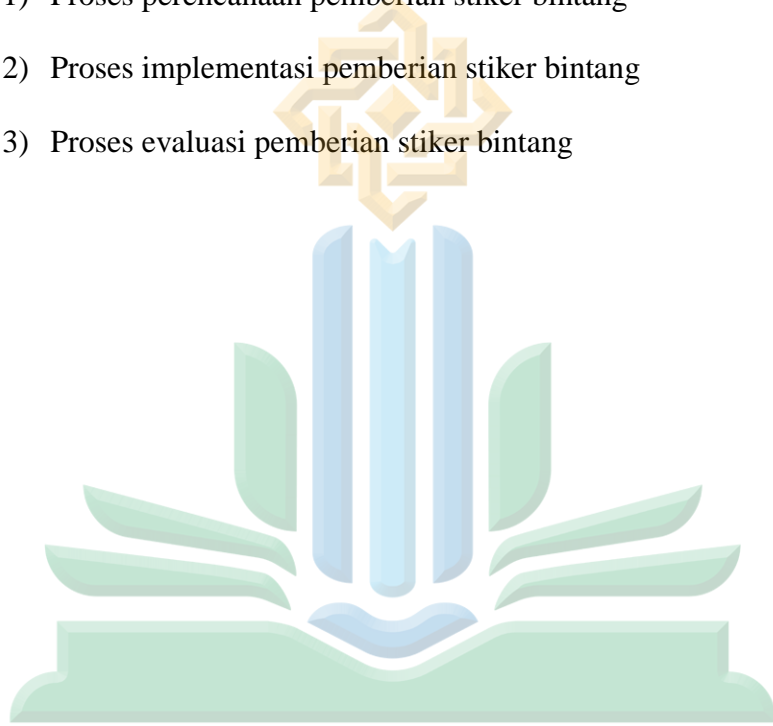 1) Proses perencanaan pemberian stiker bintang
2) Proses implementasi pemberian stiker bintang
3) Proses evaluasi pemberian stiker bintang